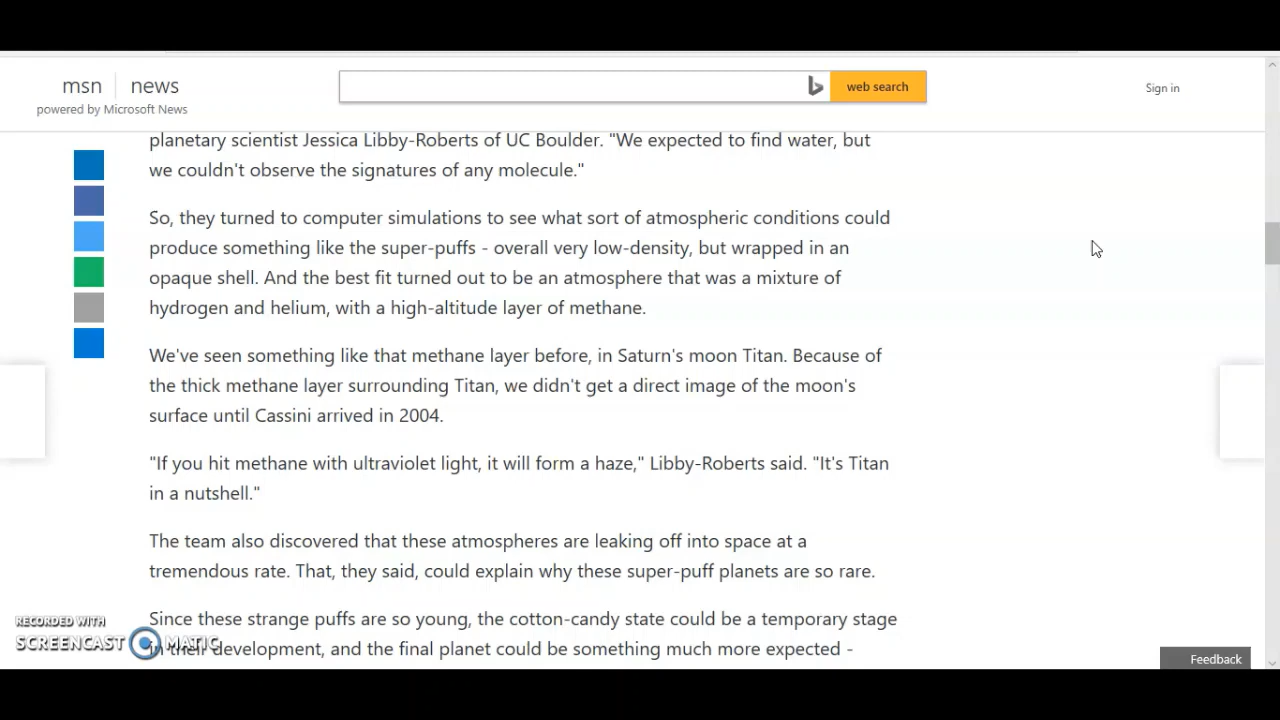 msn news
powered by Microsoft News
web search
Sign in
planetary scientist Jessica Libby-Roberts of UC Boulder. "We expected to find water, but
we couldn't observe the signatures of any molecule."
So, they turned to computer simulations to see what sort of atmospheric conditions could
produce something like the super-puffs - overall very low-density, but wrapped in an
opaque shell. And the best fit turned out to be an atmosphere that was a mixture of
hydrogen and helium, with a high-altitude layer of methane.
We've seen something like that methane layer before, in Saturn's moon Titan. Because of
the thick methane layer surrounding Titan, we didn't get a direct image of the moon's
surface until Cassini arrived in 2004.
"If you hit methane with ultraviolet light, it will form a haze," Libby-Roberts said. "It's Titan
in a nutshell."
The team also discovered that these atmospheres are leaking off into space at a
tremendous rate. That, they said, could explain why these super-puff planets are so rare.
Since these strange puffs are so young, the cotton-candy state could be a temporary stage
in their development, and the final planet could be something much more expected -
RECORDED WITH
SCREENCAST MATIC
Feedback